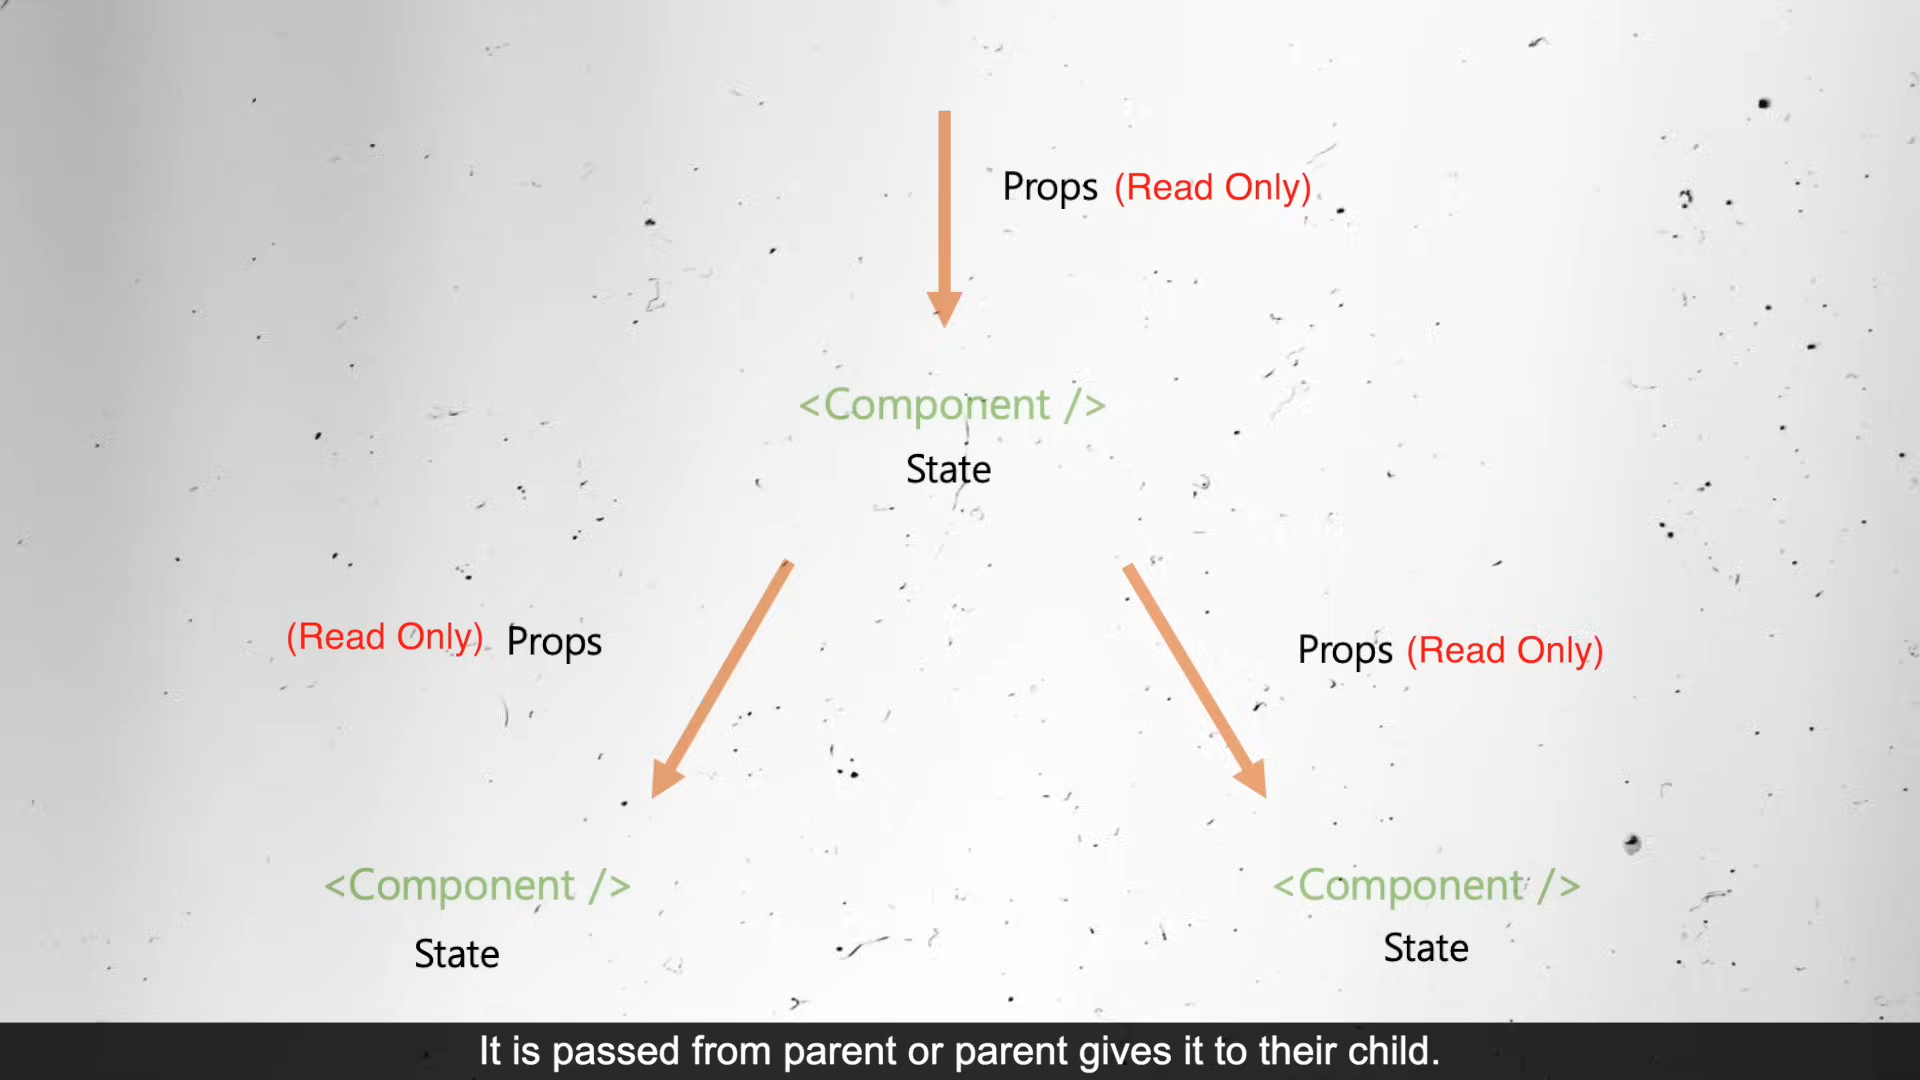 Props (Read Only)
<Component />
State
(Read Only) Props
Props (Read Only)
<Component />
State
<Component />
State
It is passed from parent or parent gives it to their child.